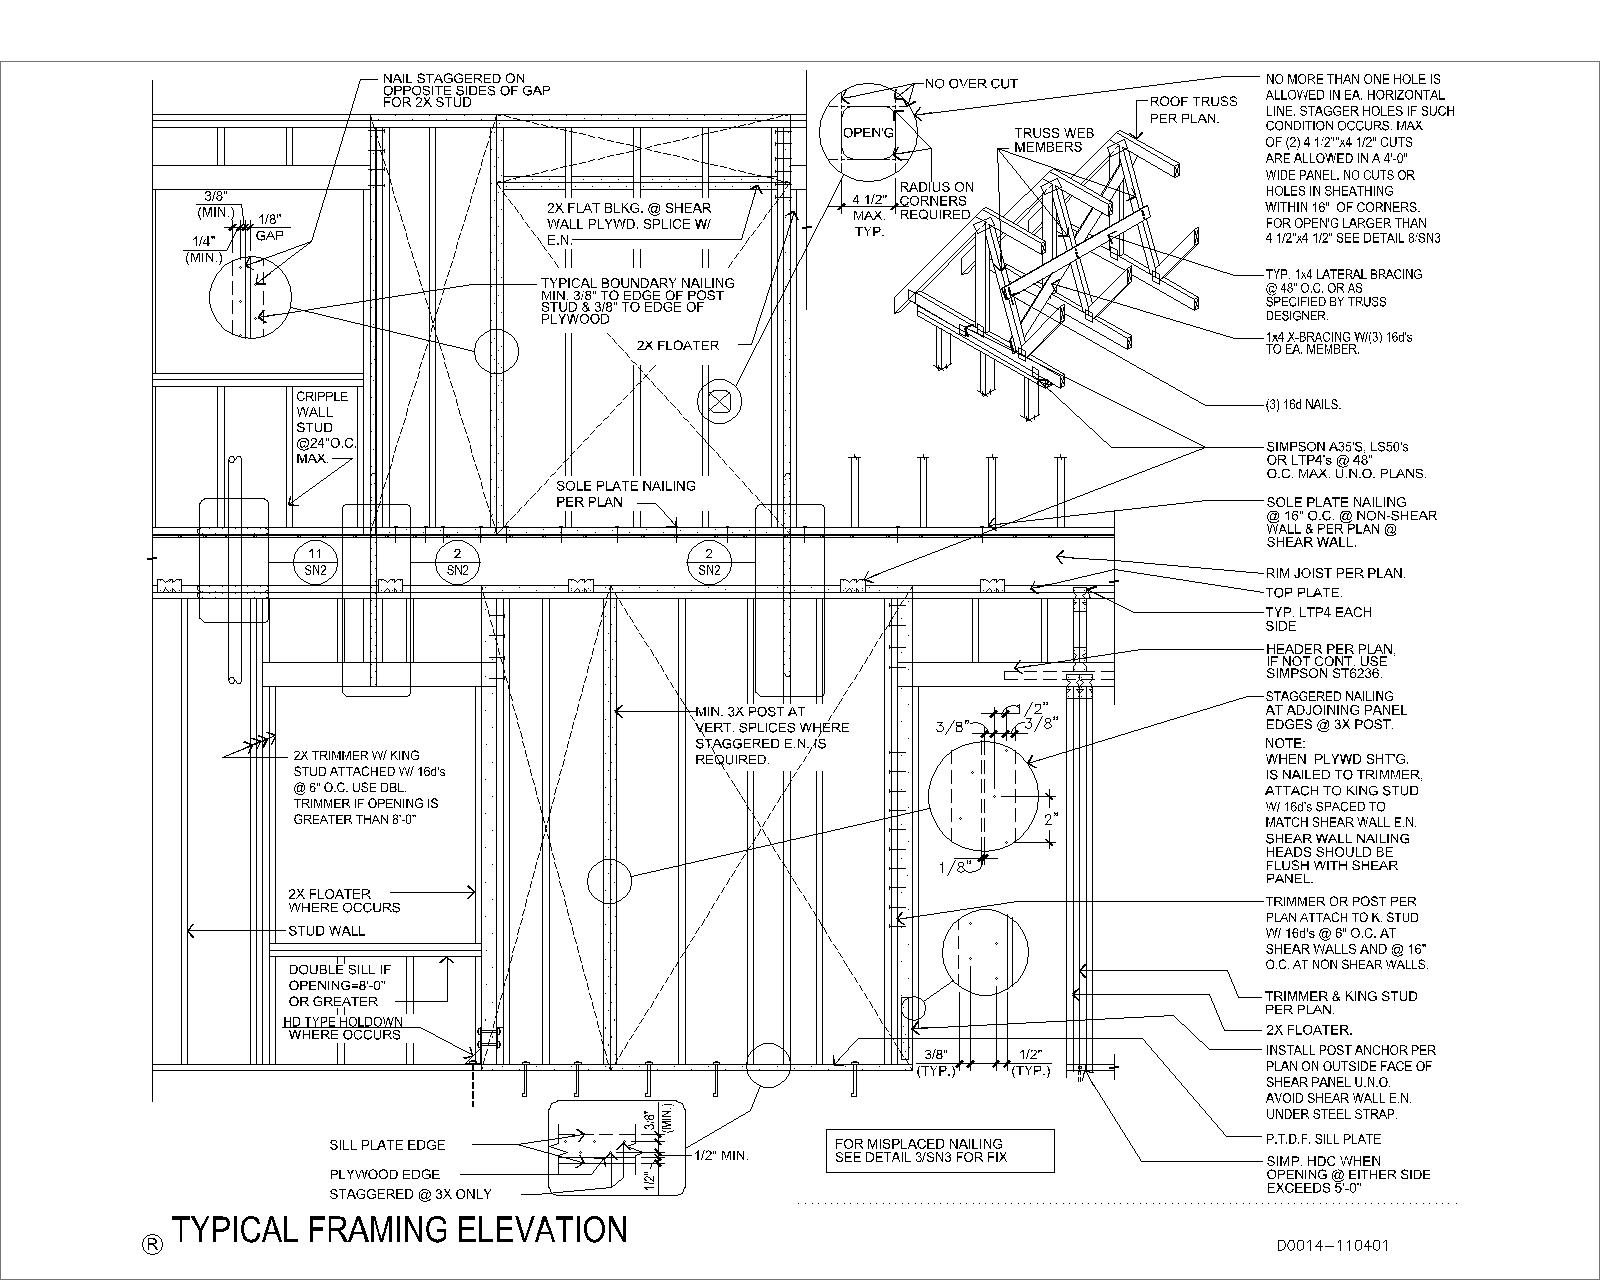 NAIL STAGGERED ON
OPPOSITE SIDES OF GAP
FOR 2X STUD
3/8"
(MIN.)
1/8"
GAP
1/4"
(MIN.)
2X FLAT BLKG. @ SHEAR
WALL PLYWD. SPLICE W/
E.N.
TYPICAL BOUNDARY NAILING
MIN. 3/8" TO EDGE OF POST
STUD & 3/8" TO EDGE OF
PLYWOOD
2X FLOATER
CRIPPLE
WALL
STUD
@24"O.C.
MAX.
SOLE PLATE NAILING
PER PLAN
NO OVER CUT
OPEN'G
4 1/2"
MAX.
TYP.
RADIUS ON
CORNERS
REQUIRED.
TRUSS WEB
MEMBERS
ROOF TRUSS
PER PLAN.
NO MORE THAN ONE HOLE IS
ALLOWED IN EA. HORIZONTAL
LINE. STAGGER HOLES IF SUCH
CONDITION OCCURS. MAX
OF (2) 4 1/2""x4 1/2" CUTS
ARE ALLOWED IN A 4'-0"
WIDE PANEL. NO CUTS OR
HOLES IN SHEATHING
WITHIN 16" OF CORNERS.
FOR OPEN'G LARGER THAN
4 1/2"x4 1/2" SEE DETAIL 8/SN3
TYP. 1x4 LATERAL BRACING
@ 48" O.C. OR AS
SPECIFIED BY TRUSS
DESIGNER.
1x4 X-BRACING W/(3) 16d's
TO EA. MEMBER.
(3) 16d NAILS.
SIMPSON A35'S, LS50's
OR LTP4's @ 48"
O.C. MAX. U.N.O. PLANS.
SOLE PLATE NAILING
@ 16" O.C. @ NON-SHEAR
WALL & PER PLAN @
SHEAR WALL.
RIM JOIST PER PLAN.
TOP PLATE.
TYP. LTP4 EACH
SIDE
HEADER PER PLAN,
IF NOT CONT. USE
SIMPSON ST6236.
STAGGERED NAILING
AT ADJOINING PANEL
EDGES @ 3X POST.
NOTE:
WHEN PLYWD SHT'G.
IS NAILED TO TRIMMER,
ATTACH TO KING STUD
W/ 16d's SPACED TO
MATCH SHEAR WALL E.N.
SHEAR WALL NAILING
HEADS SHOULD BE
FLUSH WITH SHEAR
PANEL.
TRIMMER OR POST PER
PLAN ATTACH TO K. STUD
W/ 16d's @ 6" O.C. AT
SHEAR WALLS AND @ 16"
O.C. AT NON SHEAR WALLS.
TRIMMER & KING STUD
PER PLAN.
2X FLOATER.
INSTALL POST ANCHOR PER
PLAN ON OUTSIDE FACE OF
SHEAR PANEL U.N.O.
AVOID SHEAR WALL E.N.
UNDER STEEL STRAP.
P.T.D.F. SILL PLATE
SIMP. HDC WHEN
OPENING @ EITHER SIDE
EXCEEDS 5'-0"
11
SN2
2
SN2
2
SN2
MIN. 3X POST AT
VERT. SPLICES WHERE
STAGGERED E.N. IS
REQUIRED.
1/2"
3/8"
3/8"
2"
1/8"
2X TRIMMER W/ KING
STUD ATTACHED W/ 16d's
@ 6" O.C. USE DBL.
TRIMMER IF OPENING IS
GREATER THAN 8'-0"
2X FLOATER
WHERE OCCURS
STUD WALL
DOUBLE SILL IF
OPENING=8'-0"
OR GREATER
HD TYPE HOLDOWN
WHERE OCCURS
3/8"
(TYP.)
1/2"
(TYP.)
3/8"
(MIN.)
1/2"
1/2" MIN.
SILL PLATE EDGE
PLYWOOD EDGE
STAGGERED @ 3X ONLY
FOR MISPLACED NAILING
SEE DETAIL 3/SN3 FOR FIX
® TYPICAL FRAMING ELEVATION
D0014-110401